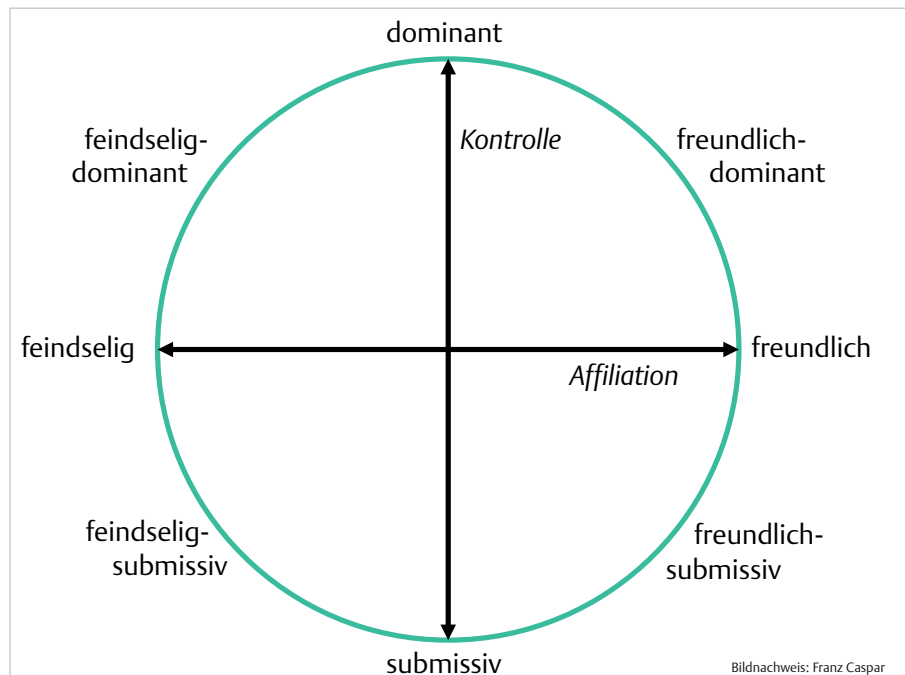 dominant
Kontrolle
feindselig-
dominant
freundlich-
dominant
feindselig
freundlich
Affiliation
feindselig-
submissiv
freundlich-
submissiv
submissiv
Bildnachweis: Franz Caspar